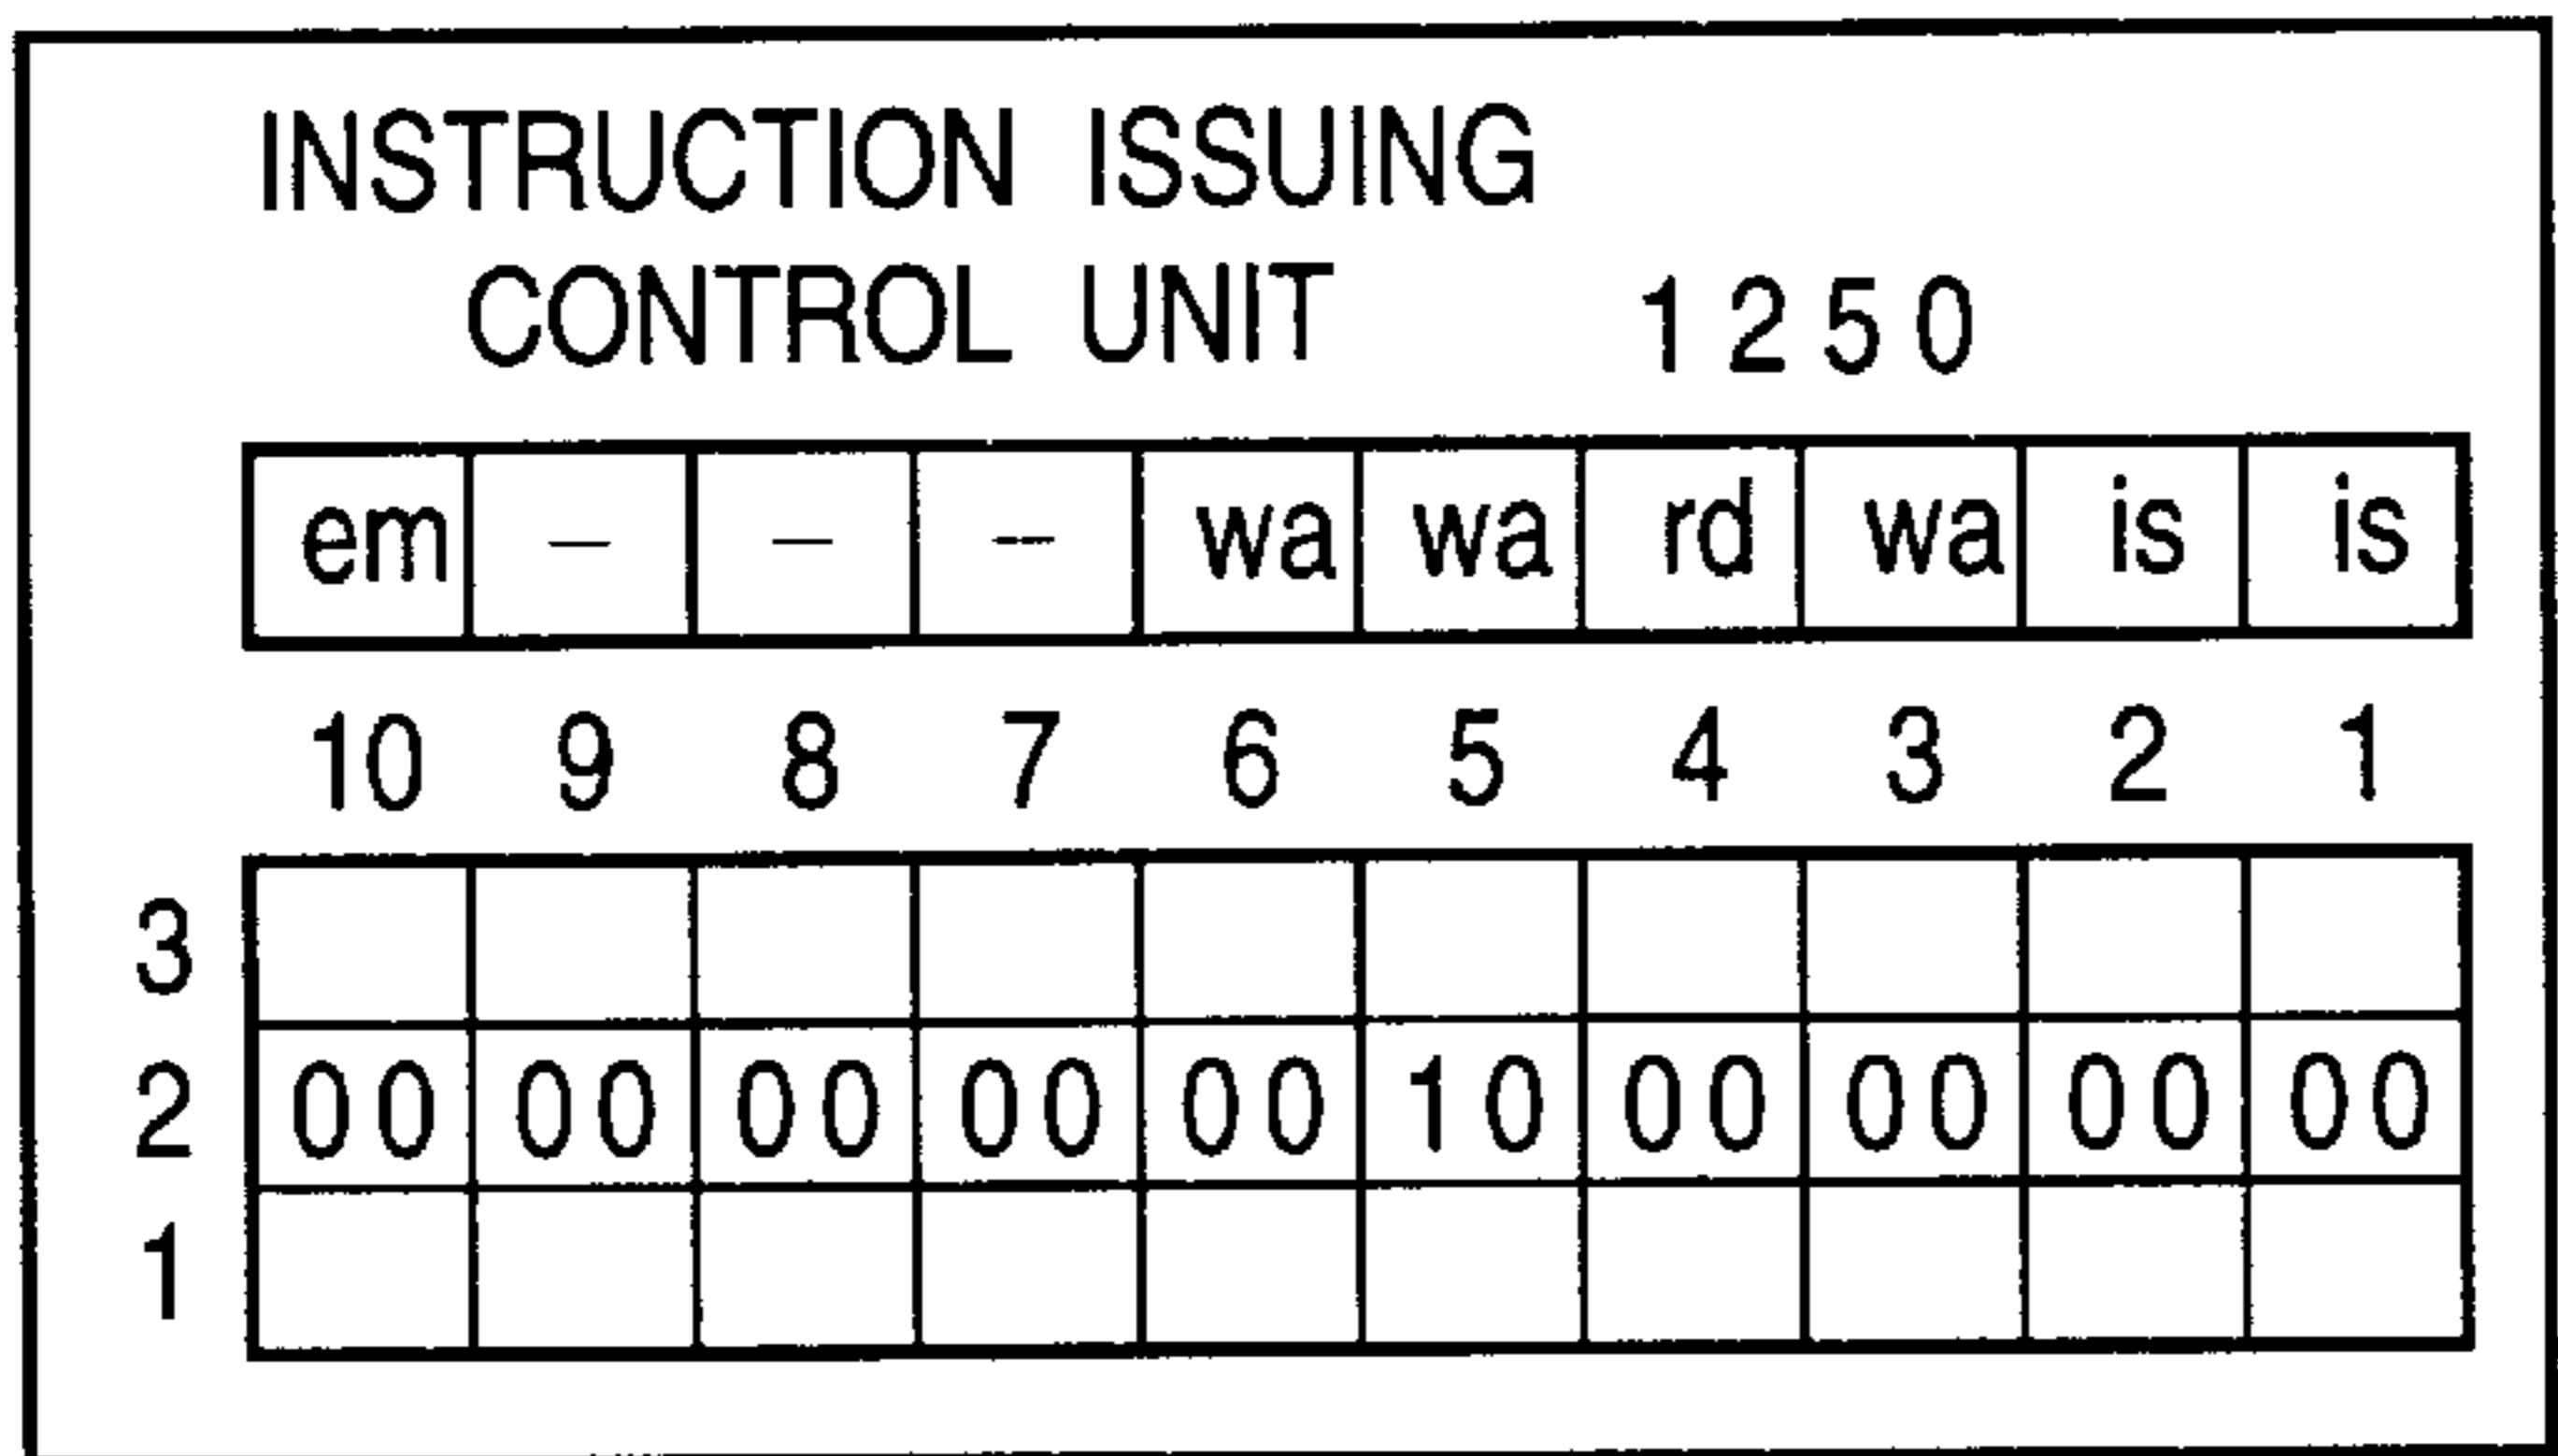 INSTRUCTION ISSUING
CONTROL UNIT 1250
em – – – wa wa rd wa is is
10 9 8 7 6 5 4 3 2 1
3
2 00 00 00 00 00 10 00 00 00 00
1